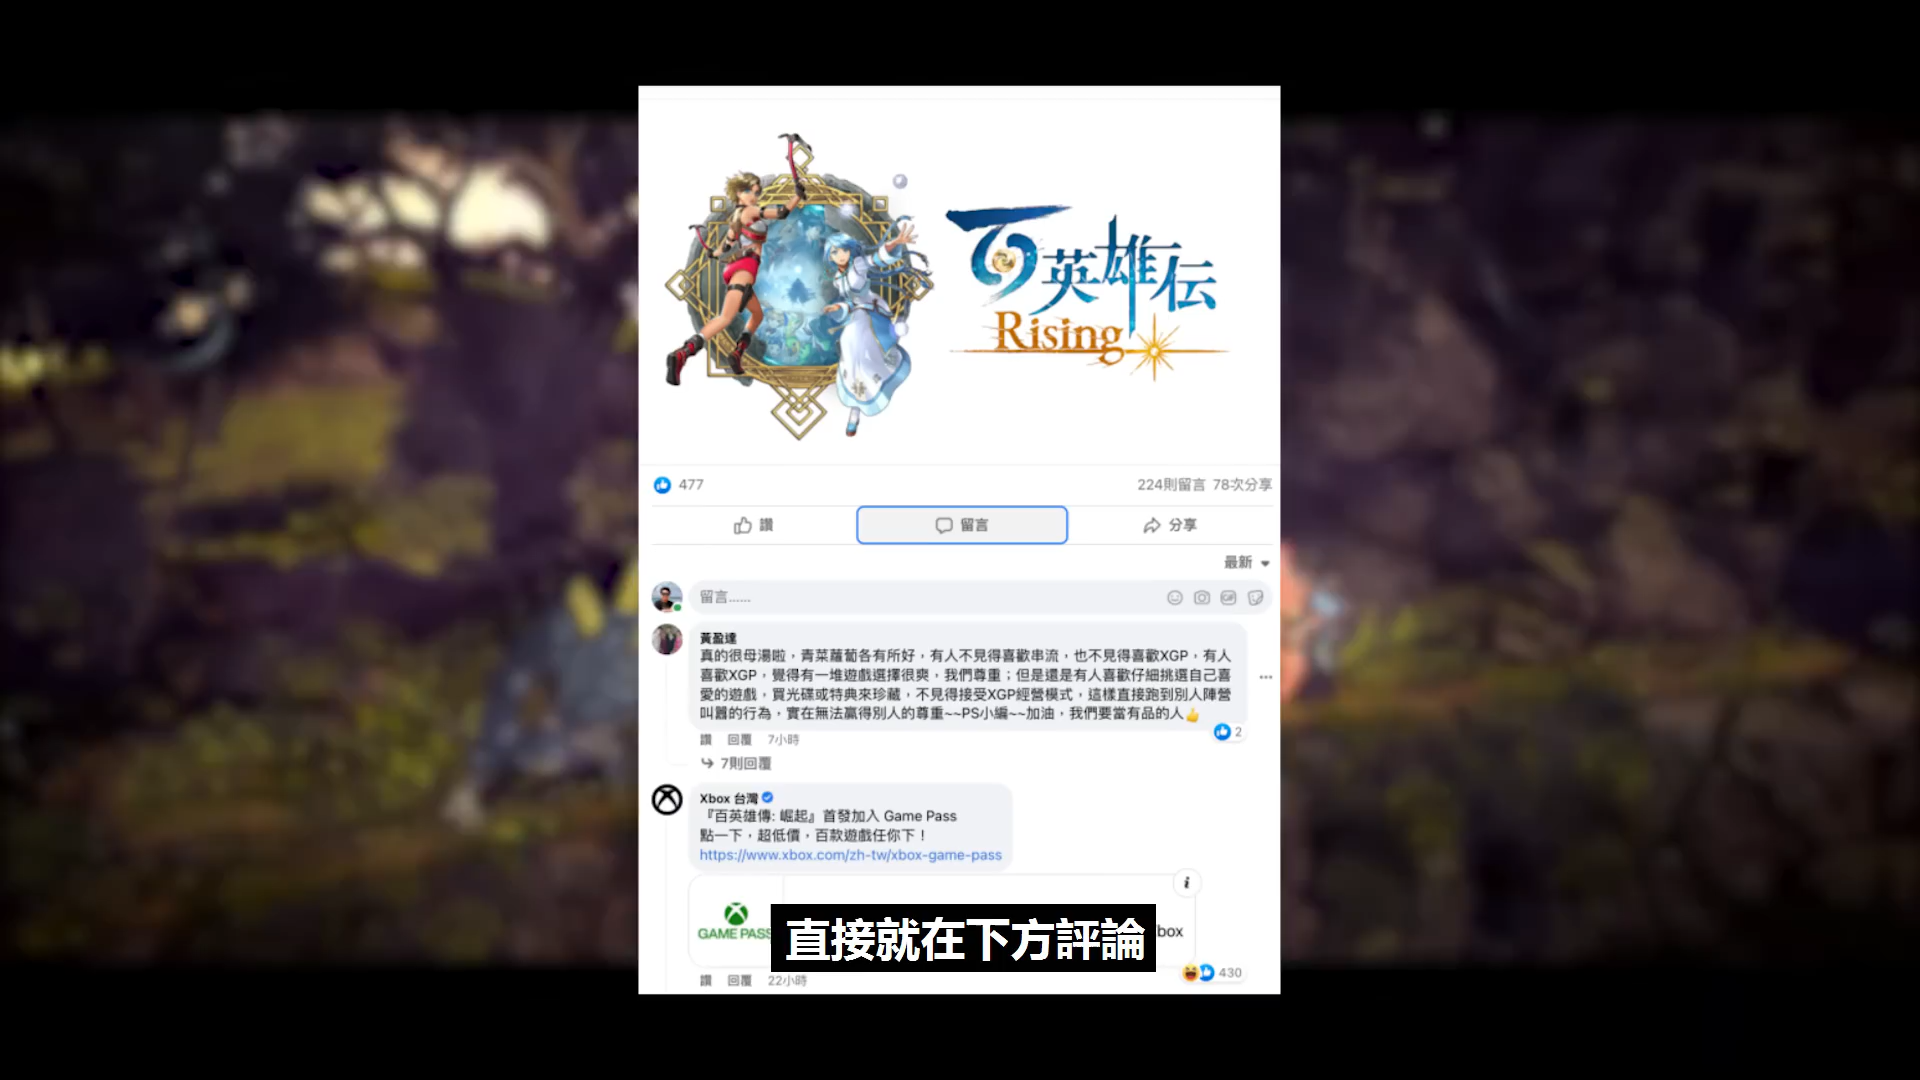 百英雄伝
Rising
477
224則留言 78次分享
讚
留言
分享
最新
留言......
黃盈達
真的很母湯啦，青菜蘿蔔各有所好，有人不見得喜歡串流，也不見得喜歡XGP，有人
喜歡XGP，覺得有一堆遊戲選擇很爽，我們尊重；但是還是有人喜歡仔細挑選自己喜
愛的遊戲，買光碟或特典來珍藏，不見得接受XGP經營模式，這樣直接跑到別人陣營
叫囂的行為，實在無法贏得別人的尊重~~PS小編~~加油，我們要當有品的人👍
2
讚 回覆 7小時
7則回覆
Xbox 台灣
『百英雄傳: 崛起』首發加入 Game Pass
點一下，超低價，百款遊戲任你下！
https://www.xbox.com/zh-tw/xbox-game-pass
GAME PASS
直接就在下方評論
box
430
讚 回覆 22小時